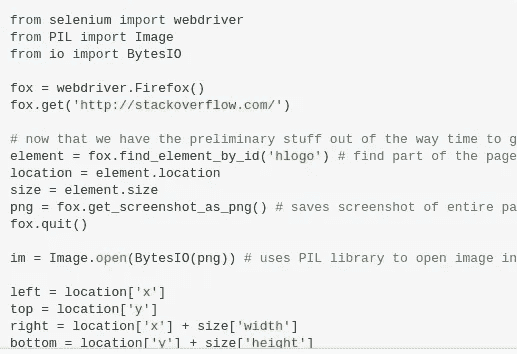 from selenium import webdriver
from PIL import Image
from io import BytesIO
fox = webdriver.Firefox()
fox.get('http://stackoverflow.com/')
# now that we have the preliminary stuff out of the way time to g
element = fox.find_element_by_id('hlogo') # find part of the page
location = element.location
size = element.size
png = fox.get_screenshot_as_png() # saves screenshot of entire pa
fox.quit()
im = Image.open(BytesIO(png)) # uses PIL library to open image in
left = location['x']
top = location['y']
right = location['x'] + size['width']
bottom = location['y'] + size['height']